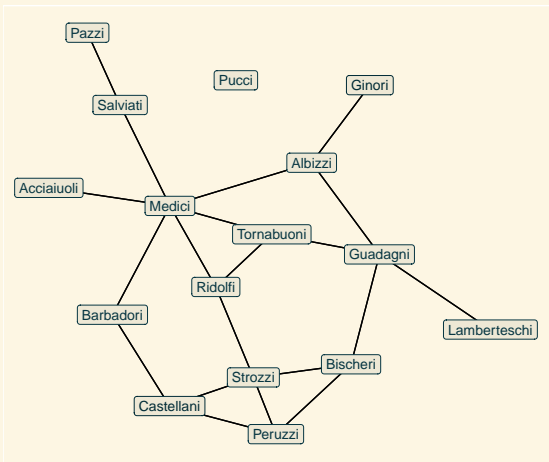 Pazzi
Pucci
Ginori
Salviati
Albizzi
Acciaiuoli
Medici
Tornabuoni
Guadagni
Ridolfi
Barbadori
Lamberteschi
Bischeri
Strozzi
Castellani
Peruzzi